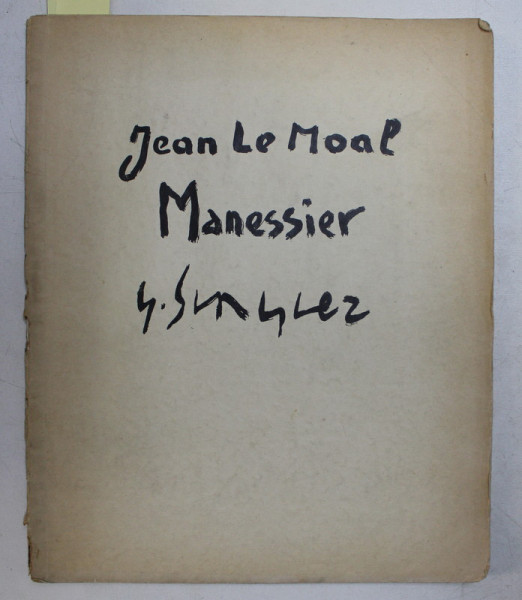 Jean Le Moal
Manessier
G. Singier